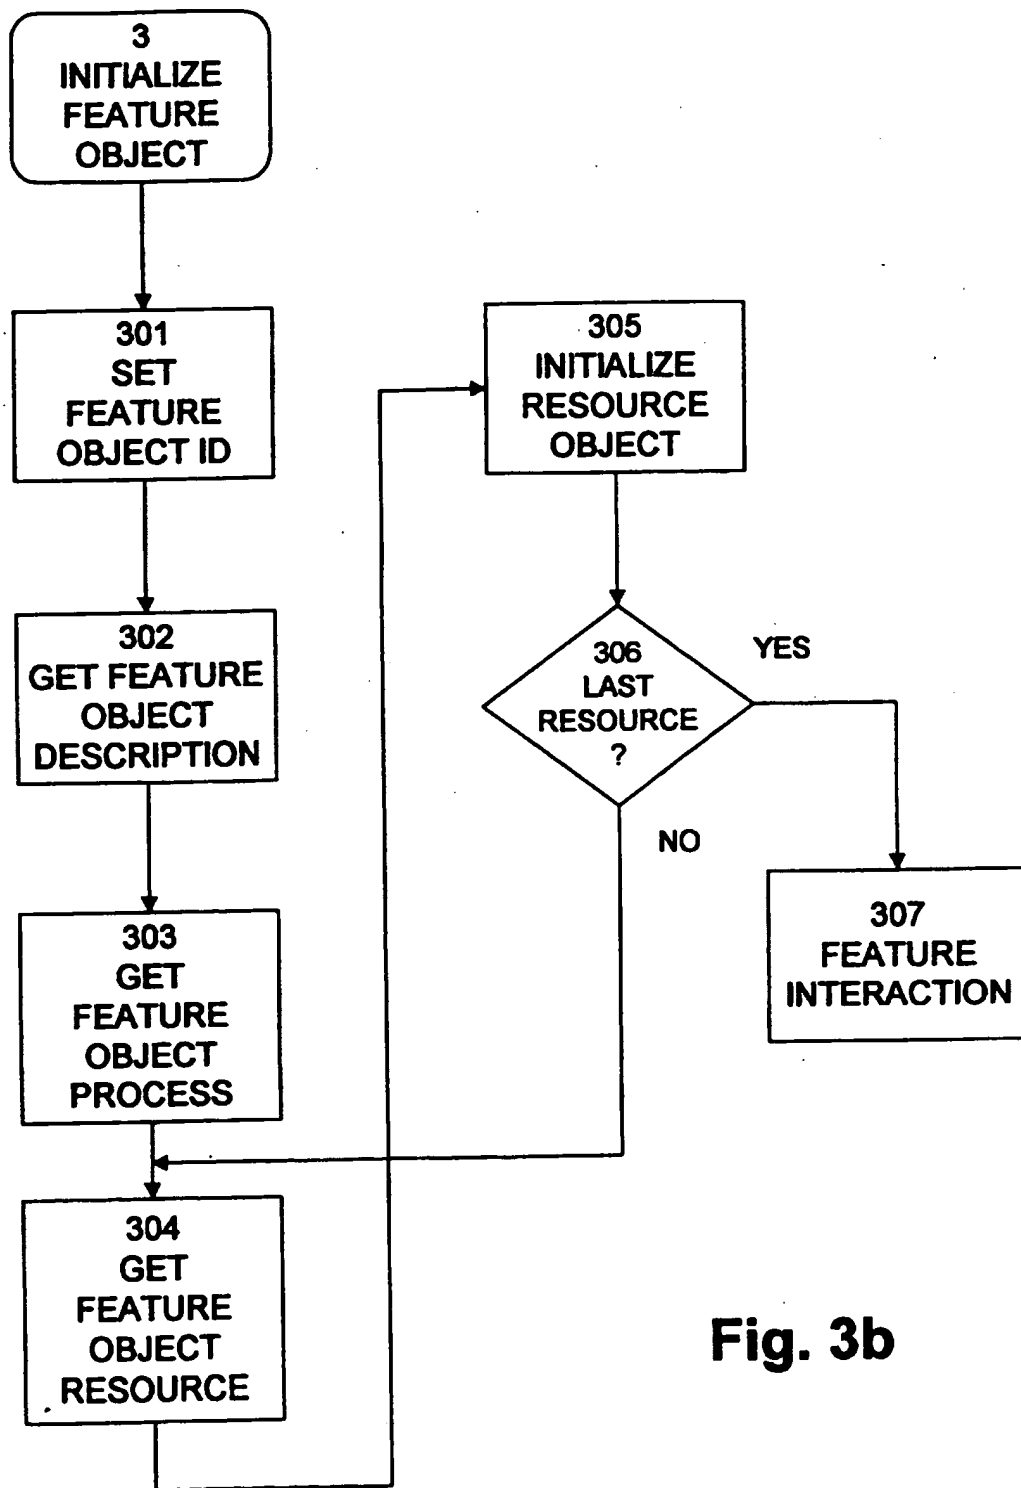 3
INITIALIZE
FEATURE
OBJECT
301
SET
FEATURE
OBJECT ID
302
GET FEATURE
OBJECT
DESCRIPTION
303
GET
FEATURE
OBJECT
PROCESS
304
GET
FEATURE
OBJECT
RESOURCE
305
INITIALIZE
RESOURCE
OBJECT
306
LAST
RESOURCE
?
YES
NO
307
FEATURE
INTERACTION
Fig. 3b